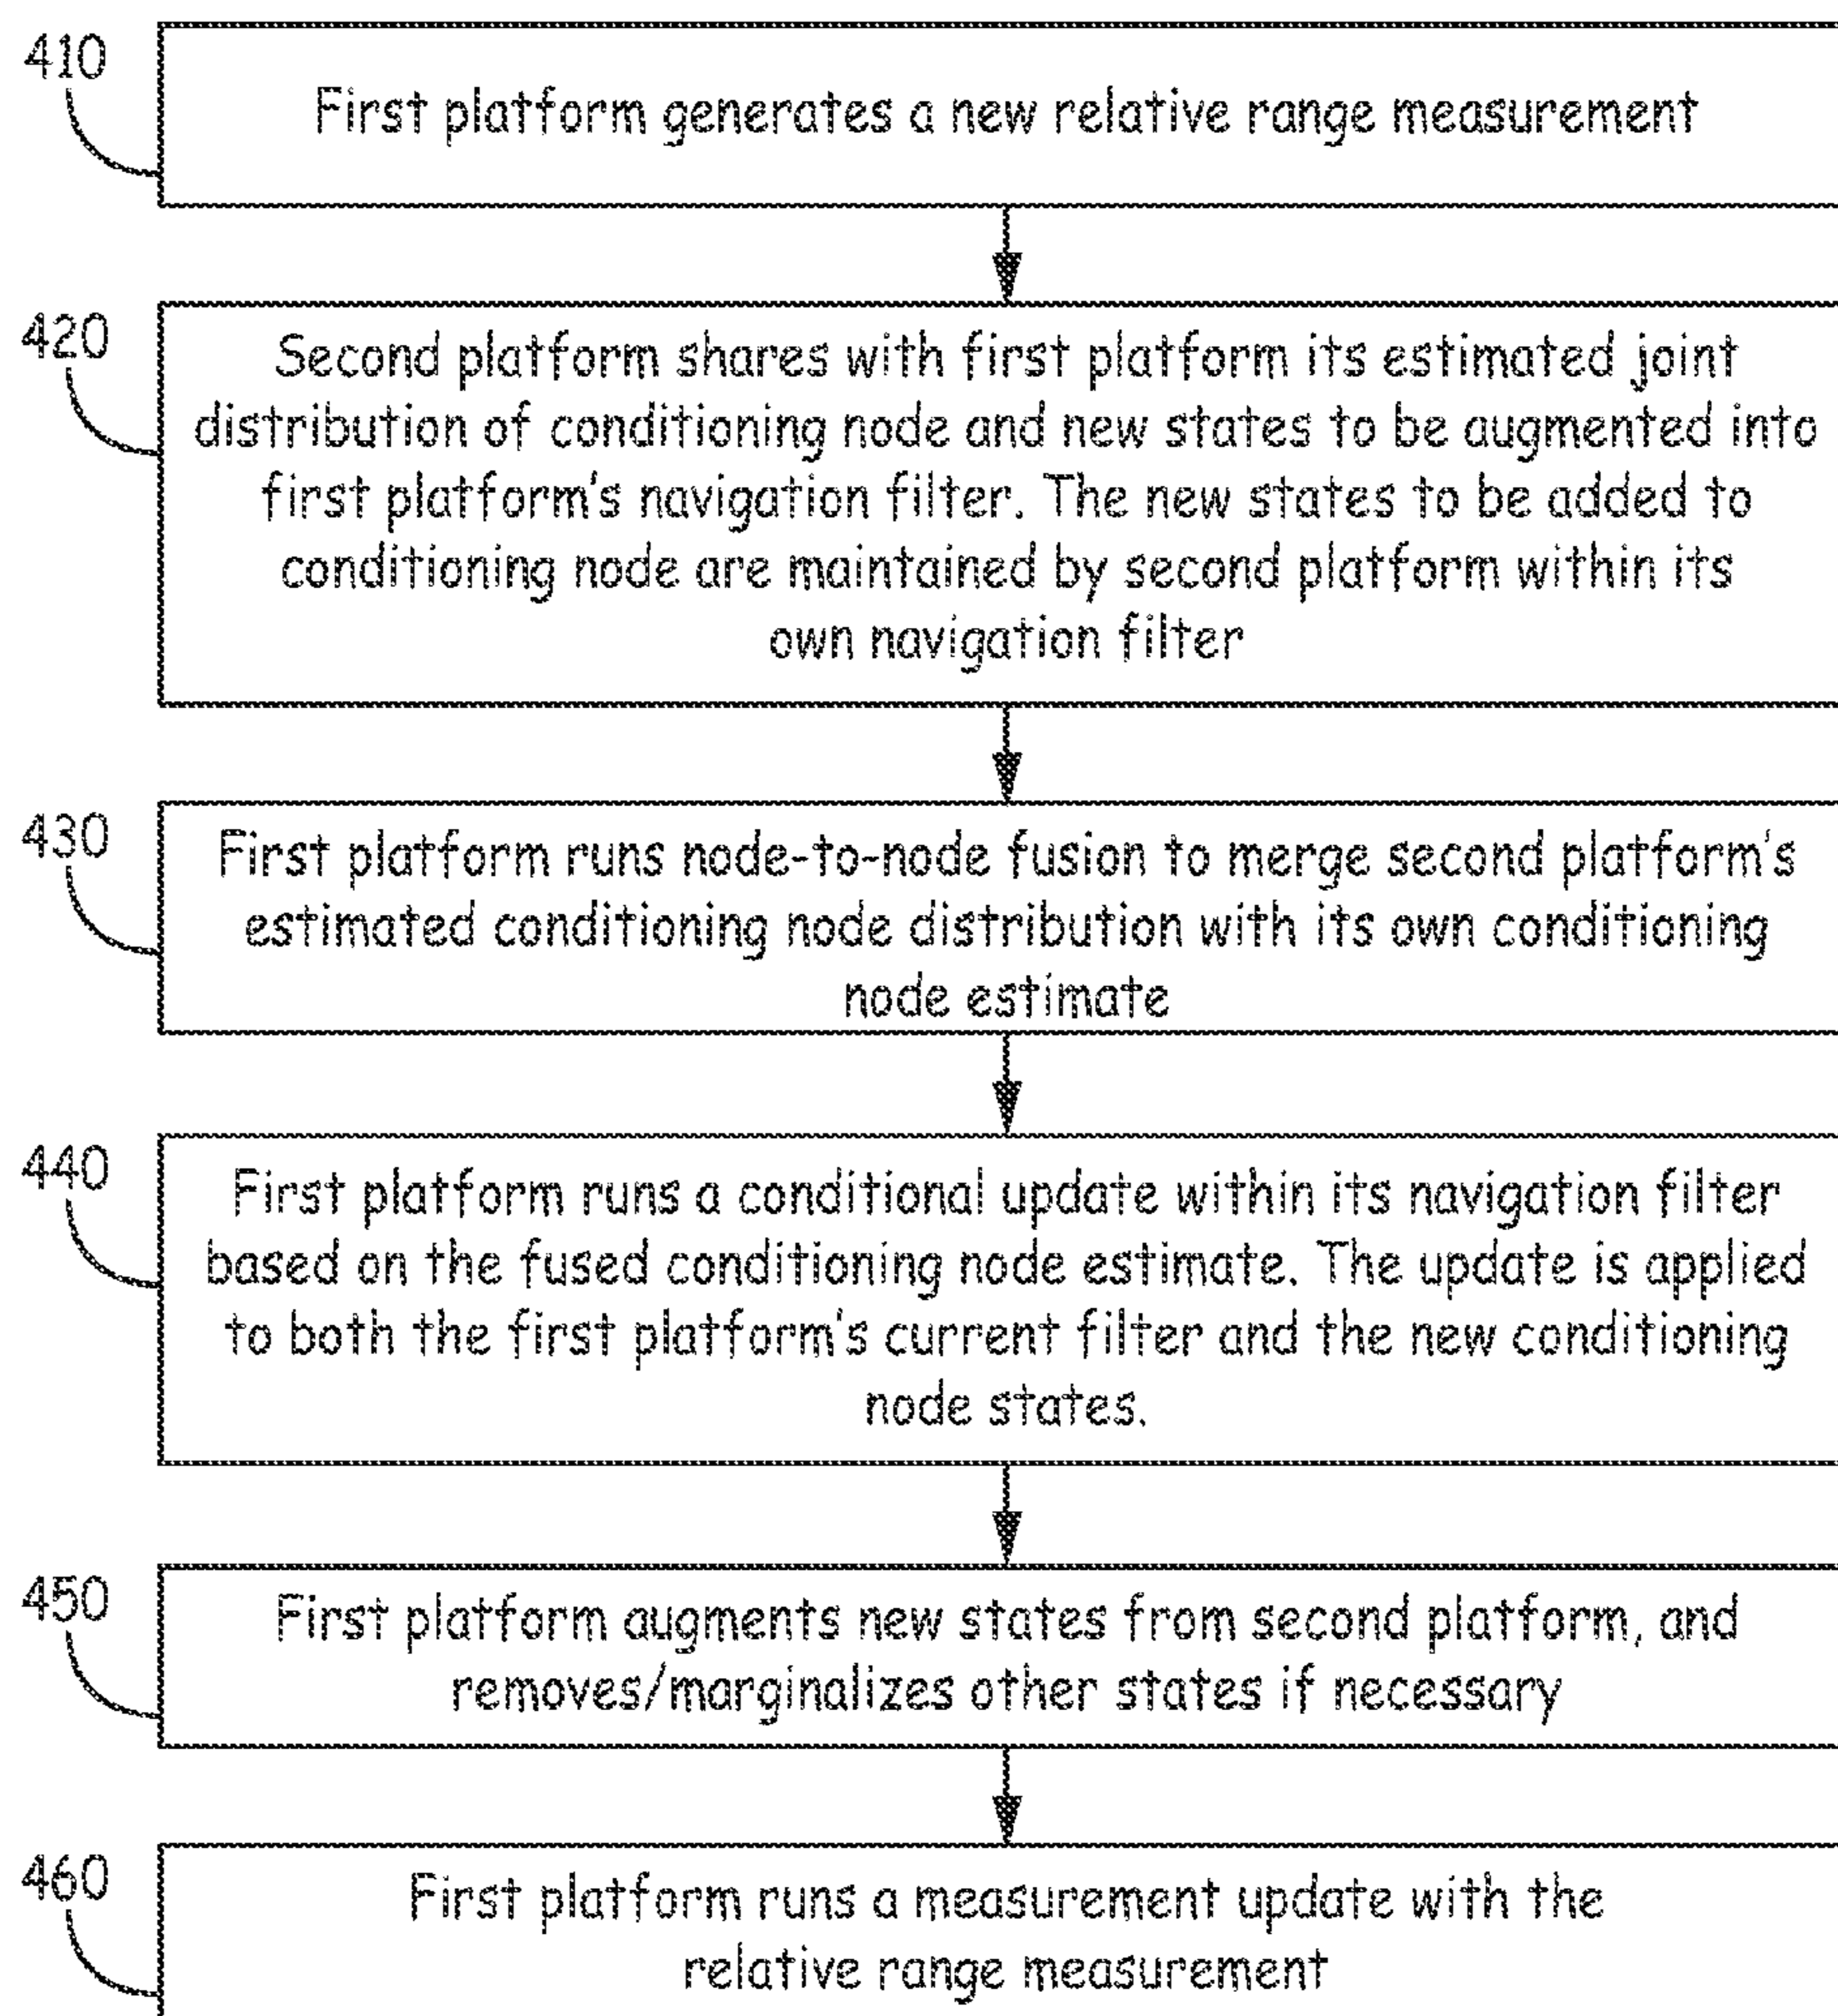 410
First platform generates a new relative range measurement
420
Second platform shares with first platform its estimated joint
distribution of conditioning node and new states to be augmented into
first platform's navigation filter. The new states to be added to
conditioning node are maintained by second platform within its
own navigation filter
430
First platform runs node-to-node fusion to merge second platform's
estimated conditioning node distribution with its own conditioning
node estimate
440
First platform runs a conditional update within its navigation filter
based on the fused conditioning node estimate. The update is applied
to both the first platform's current filter and the new conditioning
node states.
450
First platform augments new states from second platform, and
removes/marginalizes other states if necessary
460
First platform runs a measurement update with the
relative range measurement